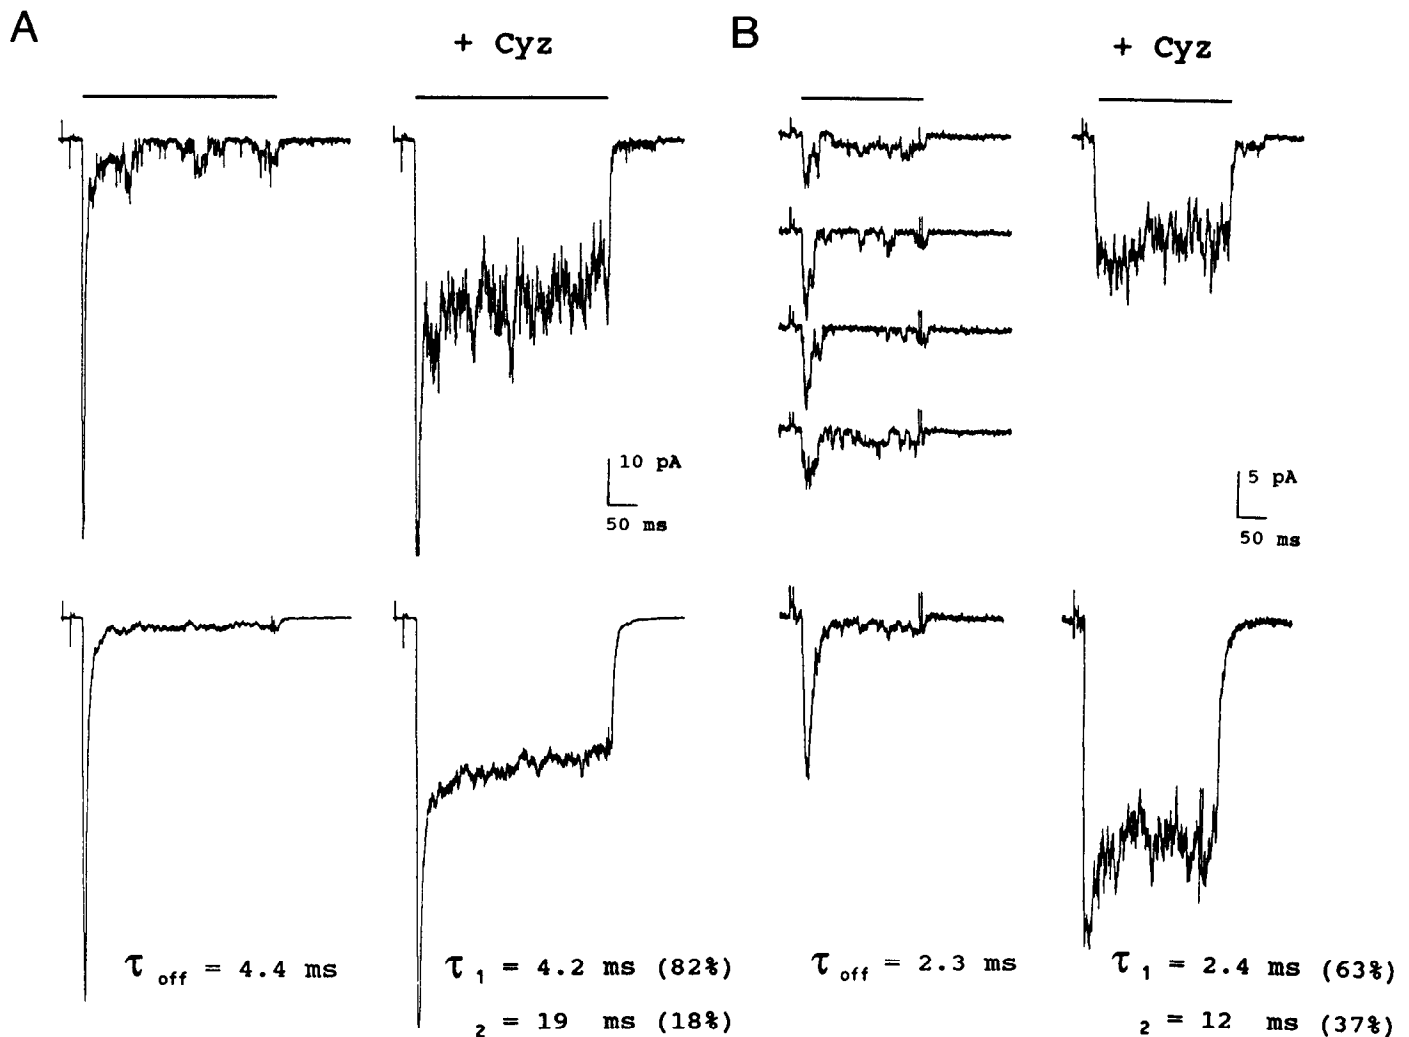 A
+ Cyz
B
+ Cyz
10 pA
50 ms
5 pA
50 ms
τ off = 4.4 ms
τ 1 = 4.2 ms (82%)
2 = 19 ms (18%)
τ off = 2.3 ms
τ 1 = 2.4 ms (63%)
2 = 12 ms (37%)